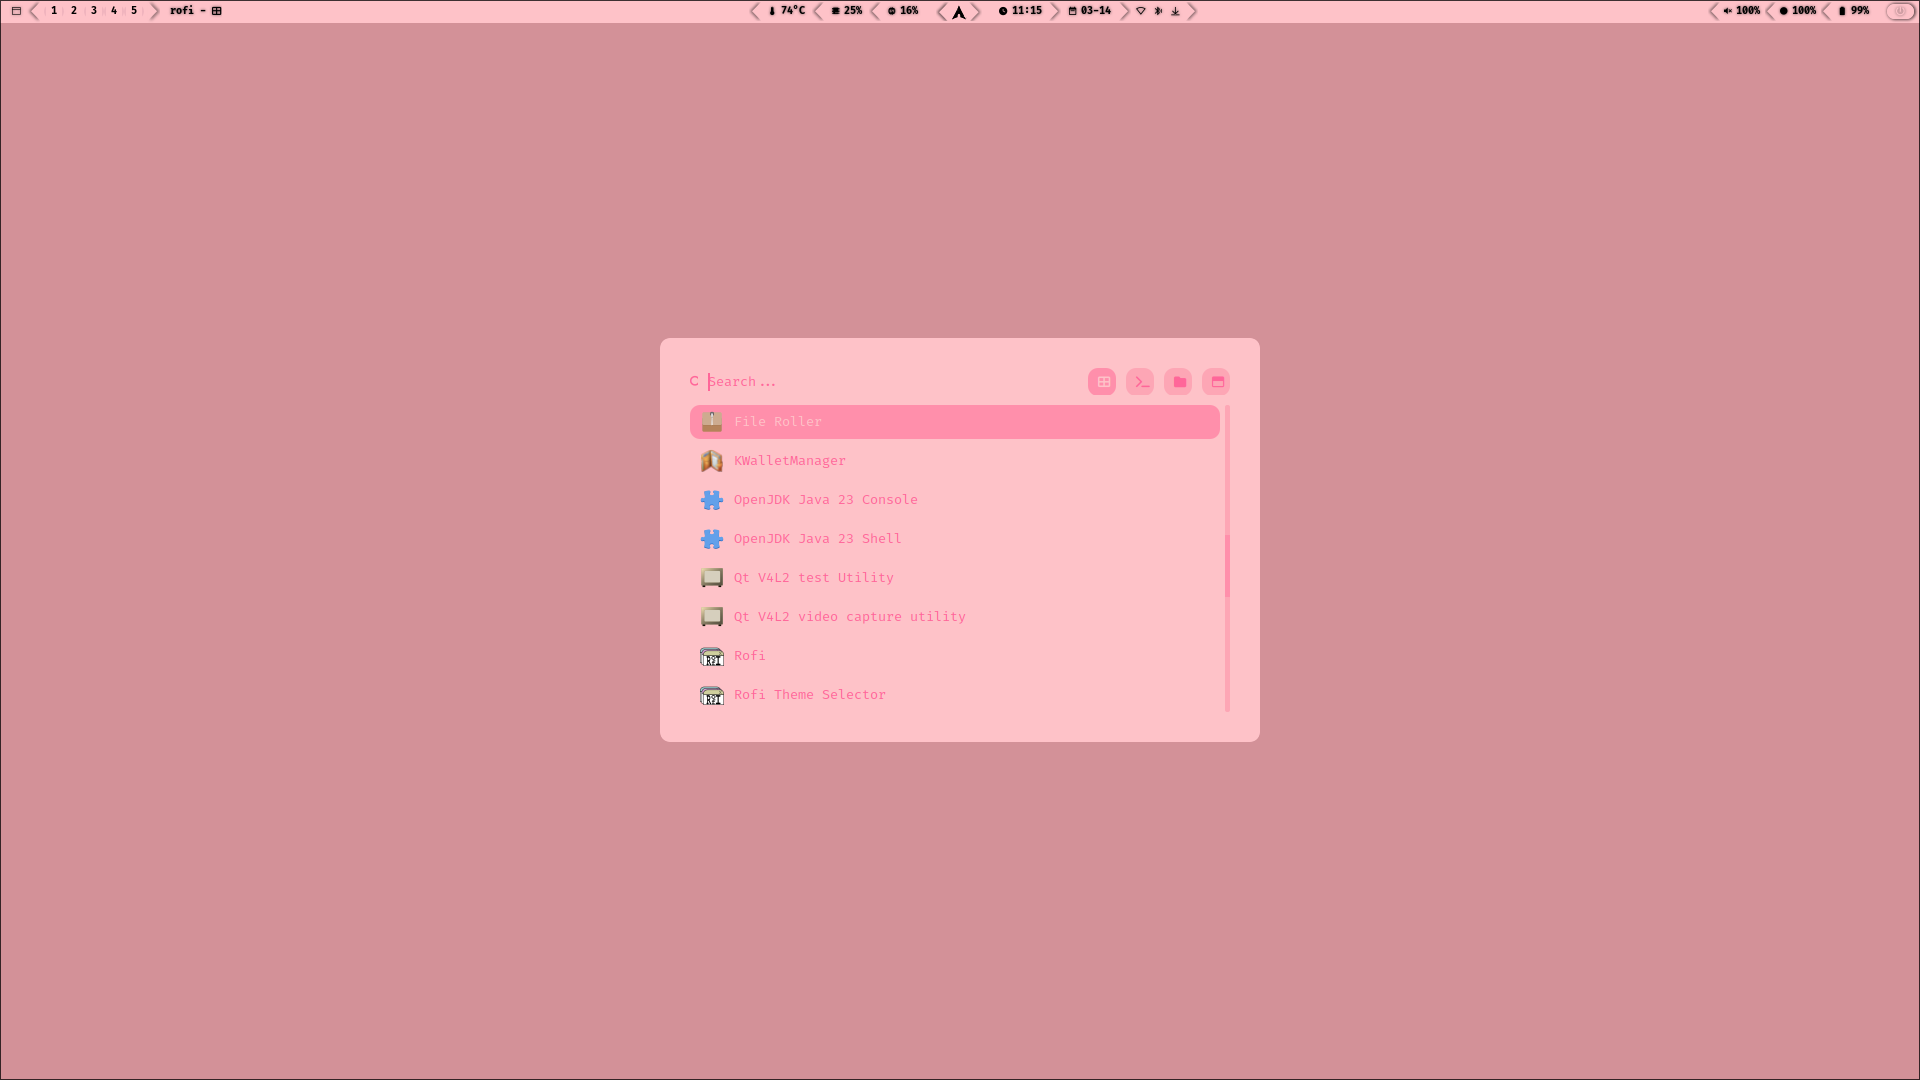 1 2 3 4 5 rofi - 74°C 25% 16% 11:15 03-14 100% 100% 99%
Search ...
File Roller
KWalletManager
OpenJDK Java 23 Console
OpenJDK Java 23 Shell
Qt V4L2 test Utility
Qt V4L2 video capture utility
Rofi
Rofi Theme Selector